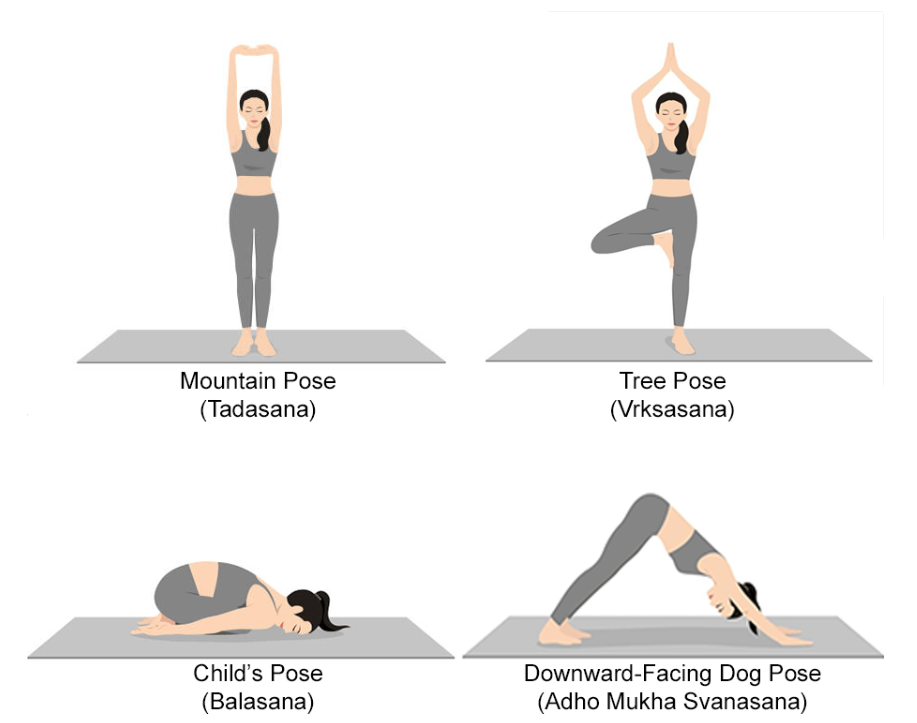 Mountain Pose
(Tadasana)
Tree Pose
(Vrksasana)
Child’s Pose
(Balasana)
Downward-Facing Dog Pose
(Adho Mukha Svanasana)